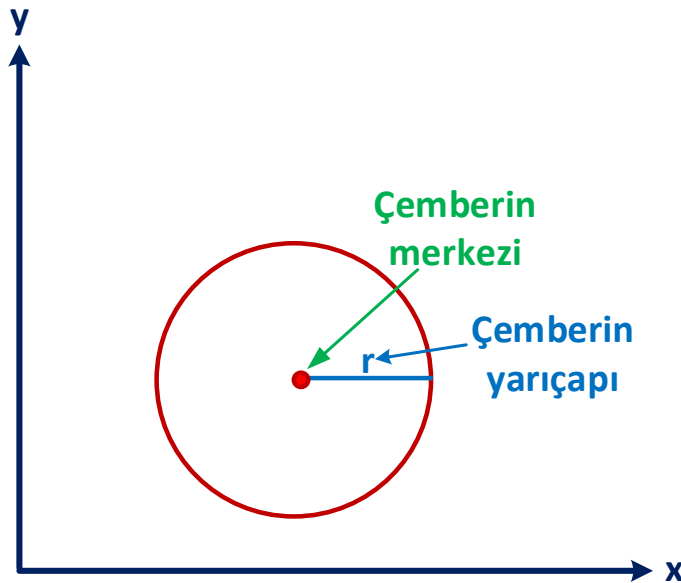 y
Çemberin
merkezi
Çemberin
yarıçapı
r
x